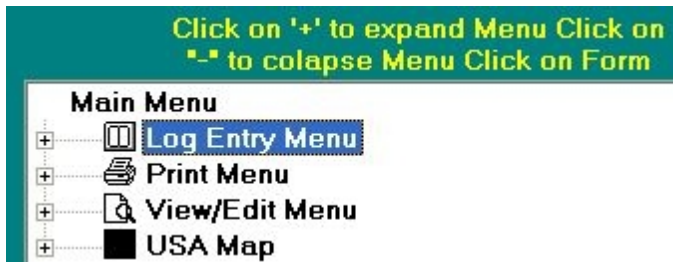 Click on '+' to expand Menu Click on
"-" to colapse Menu Click on Form
Main Menu
Log Entry Menu
Print Menu
View/Edit Menu
USA Map